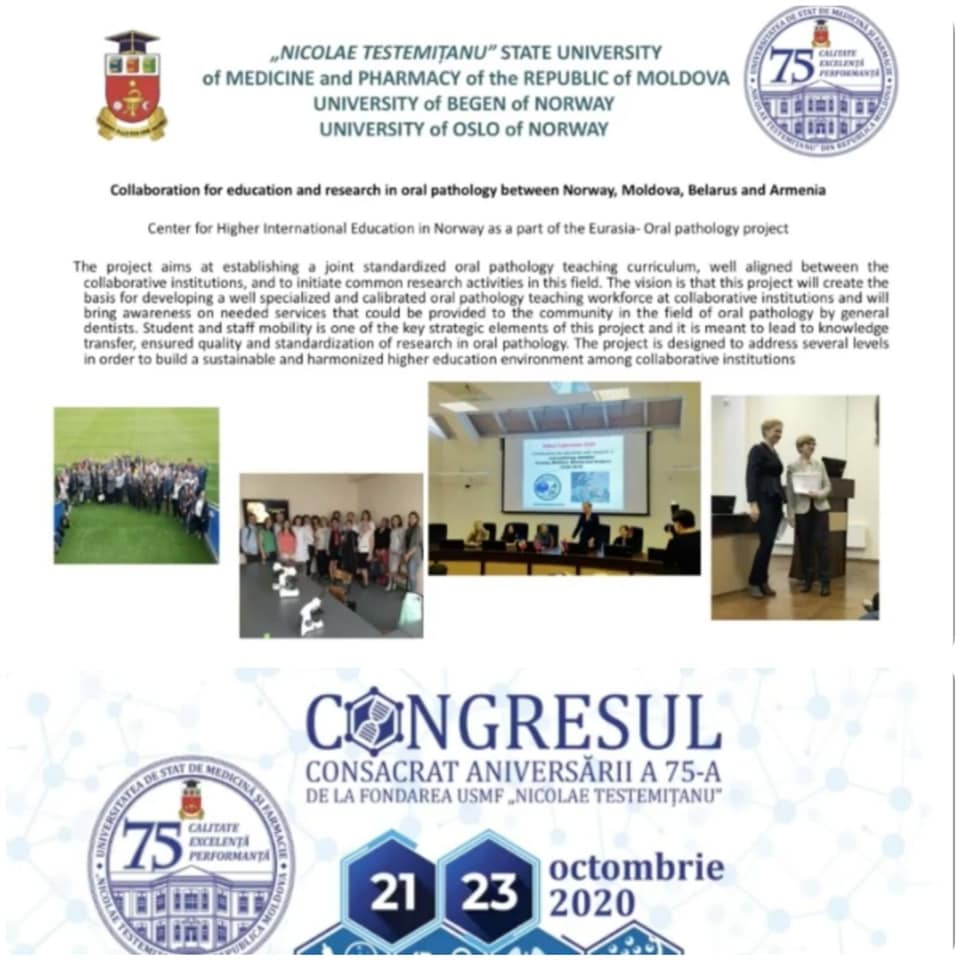 „NICOLAE TESTEMIȚANU” STATE UNIVERSITY
of MEDICINE and PHARMACY of the REPUBLIC of MOLDOVA
UNIVERSITY of BEGEN of NORWAY
UNIVERSITY of OSLO of NORWAY
UNIVERSITATEA DE STAT DE MEDICINĂ ȘI FARMACIE
75 CALITATE
EXCELENȚĂ
PERFORMANȚĂ
„NICOLAE TESTEMIȚANU” DIN REPUBLICA MOLDOVA
Collaboration for education and research in oral pathology between Norway, Moldova, Belarus and Armenia
Center for Higher International Education in Norway as a part of the Eurasia- Oral pathology project
The project aims at establishing a joint standardized oral pathology teaching curriculum, well aligned between the
collaborative institutions, and to initiate common research activities in this field. The vision is that this project will create the
basis for developing a well specialized and calibrated oral pathology teaching workforce at collaborative institutions and will
bring awareness on needed services that could be provided to the community in the field of oral pathology by general
dentists. Student and staff mobility is one of the key strategic elements of this project and it is meant to lead to knowledge
transfer, ensured quality and standardization of research in oral pathology. The project is designed to address several levels
in order to build a sustainable and harmonized higher education environment among collaborative institutions
CONGRESUL
CONSACRAT ANIVERSĂRII A 75-A
DE LA FONDAREA USMF „NICOLAE TESTEMIȚANU”
UNIVERSITATEA DE STAT DE MEDICINĂ ȘI FARMACIE
75 CALITATE
EXCELENȚĂ
PERFORMANȚĂ
21 23 octombrie
2020